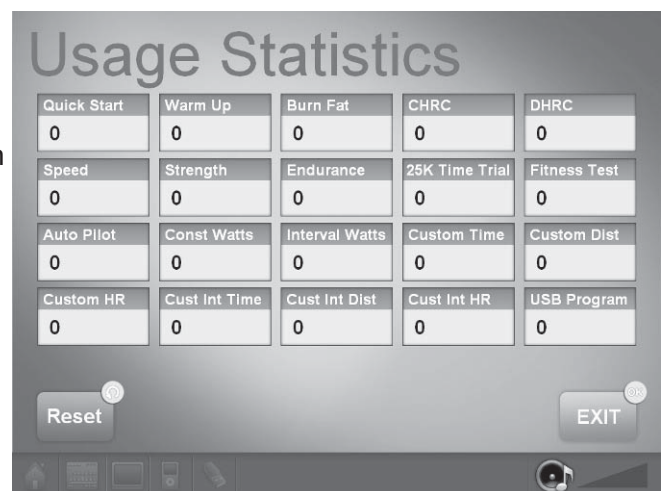 Usage Statistics
Quick Start Warm Up Burn Fat CHRC DHRC
0 0 0 0 0
Speed Strength Endurance 25K Time Trial Fitness Test
0 0 0 0 0
Auto Pilot Const Watts Interval Watts Custom Time Custom Dist
0 0 0 0 0
Custom HR Cust Int Time Cust Int Dist Cust Int HR USB Program
0 0 0 0 0
Reset EXIT
OK